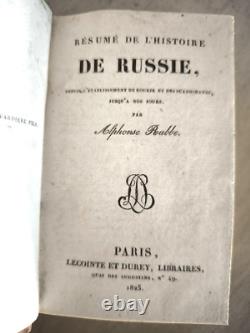 RÉSUMÉ DE L'HISTOIRE
DE RUSSIE,
DEPUIS L'ÉTABLISSEMENT DE ROURIK ET DES SCANDINAVES,
JUSQU'A NOS JOURS.
PAR
Alphonse Rabbe.
PARIS,
LECOINTE ET DUREY, LIBRAIRES,
QUAI DES AUGUSTINS, N° 49.
1825.